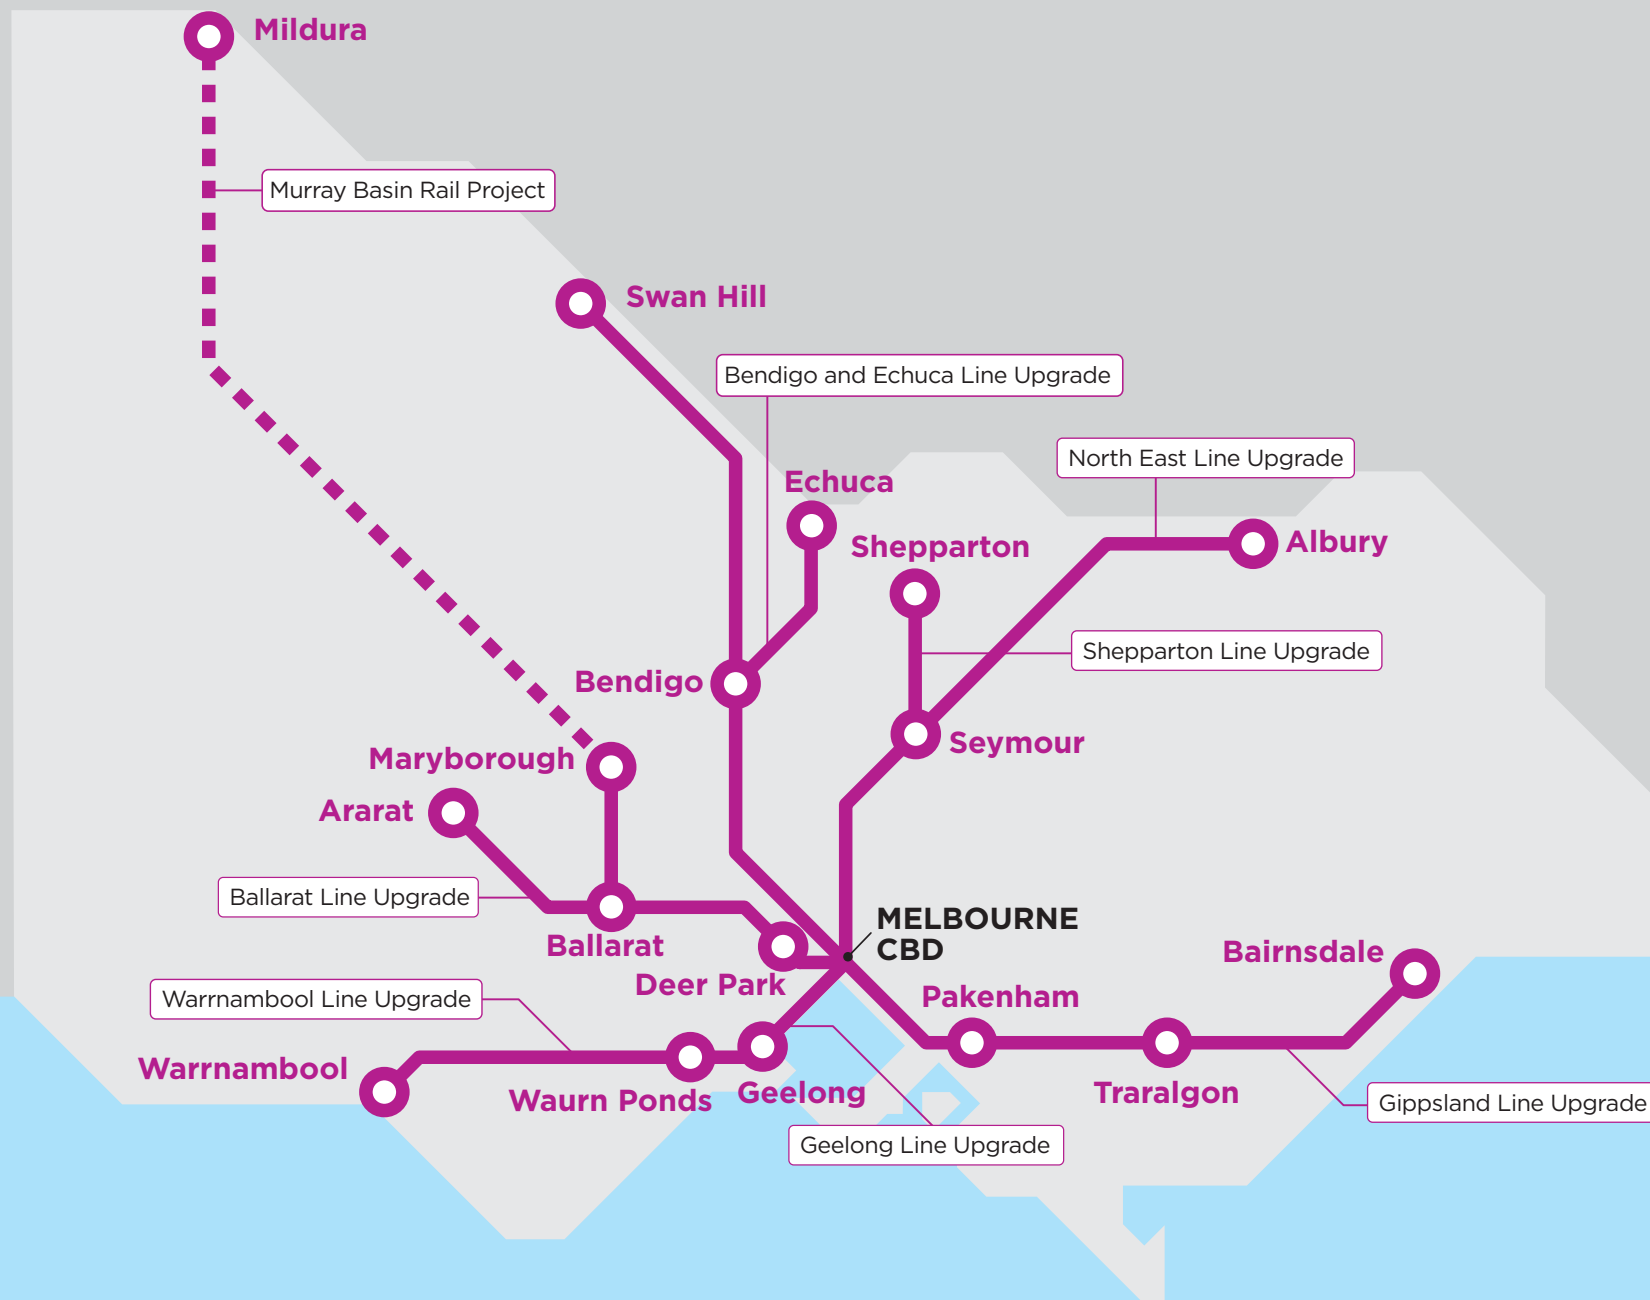 Mildura
Murray Basin Rail Project
Swan Hill
Bendigo and Echuca Line Upgrade
North East Line Upgrade
Echuca
Shepparton
Albury
Shepparton Line Upgrade
Bendigo
Seymour
Maryborough
Ararat
Ballarat Line Upgrade
MELBOURNE
CBD
Ballarat
Bairnsdale
Deer Park
Pakenham
Warrnambool Line Upgrade
Warrnambool
Waurn Ponds
Geelong
Traralgon
Gippsland Line Upgrade
Geelong Line Upgrade